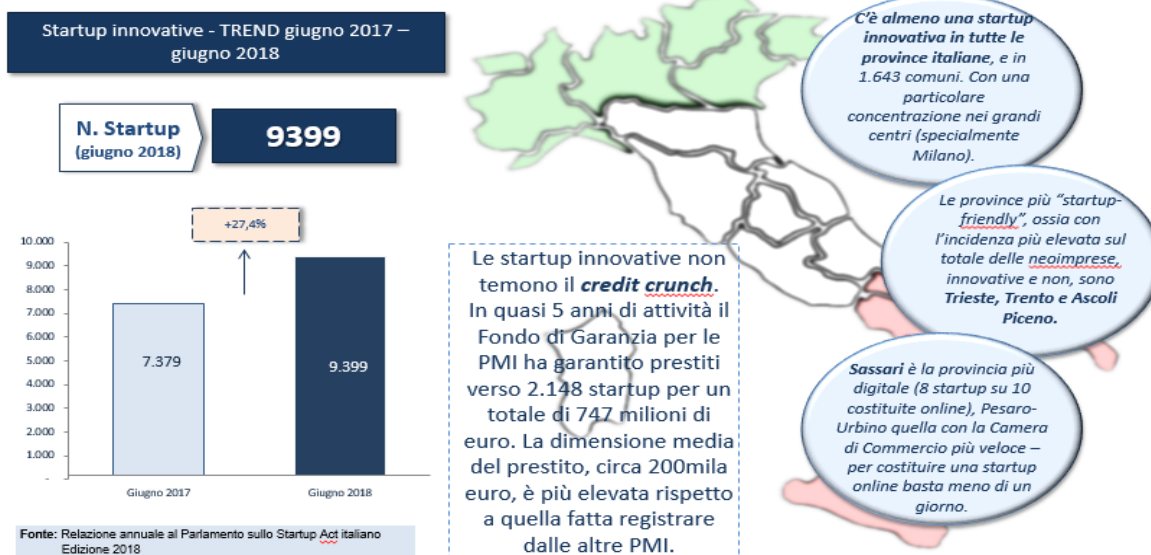 Startup innovative - TREND giugno 2017 –
giugno 2018
N. Startup
(giugno 2018)
9399
+27,4%
10.000
9.000
8.000
7.000
6.000
5.000
4.000
3.000
2.000
1.000
-
7.379
9.399
Giugno 2017
Giugno 2018
Fonte: Relazione annuale al Parlamento sullo Startup Act italiano
Edizione 2018
Le startup innovative non
temono il credit crunch.
In quasi 5 anni di attività il
Fondo di Garanzia per le
PMI ha garantito prestiti
verso 2.148 startup per un
totale di 747 milioni di
euro. La dimensione media
del prestito, circa 200mila
euro, è più elevata rispetto
a quella fatta registrare
dalle altre PMI.
C’è almeno una startup
innovativa in tutte le
province italiane, e in
1.643 comuni. Con una
particolare
concentrazione nei grandi
centri (specialmente
Milano).
Le province più “startup-
friendly”, ossia con
l’incidenza più elevata sul
totale delle neoimprese,
innovative e non, sono
Trieste, Trento e Ascoli
Piceno.
Sassari è la provincia più
digitale (8 startup su 10
costituite online), Pesaro-
Urbino quella con la Camera
di Commercio più veloce –
per costituire una startup
online basta meno di un
giorno.